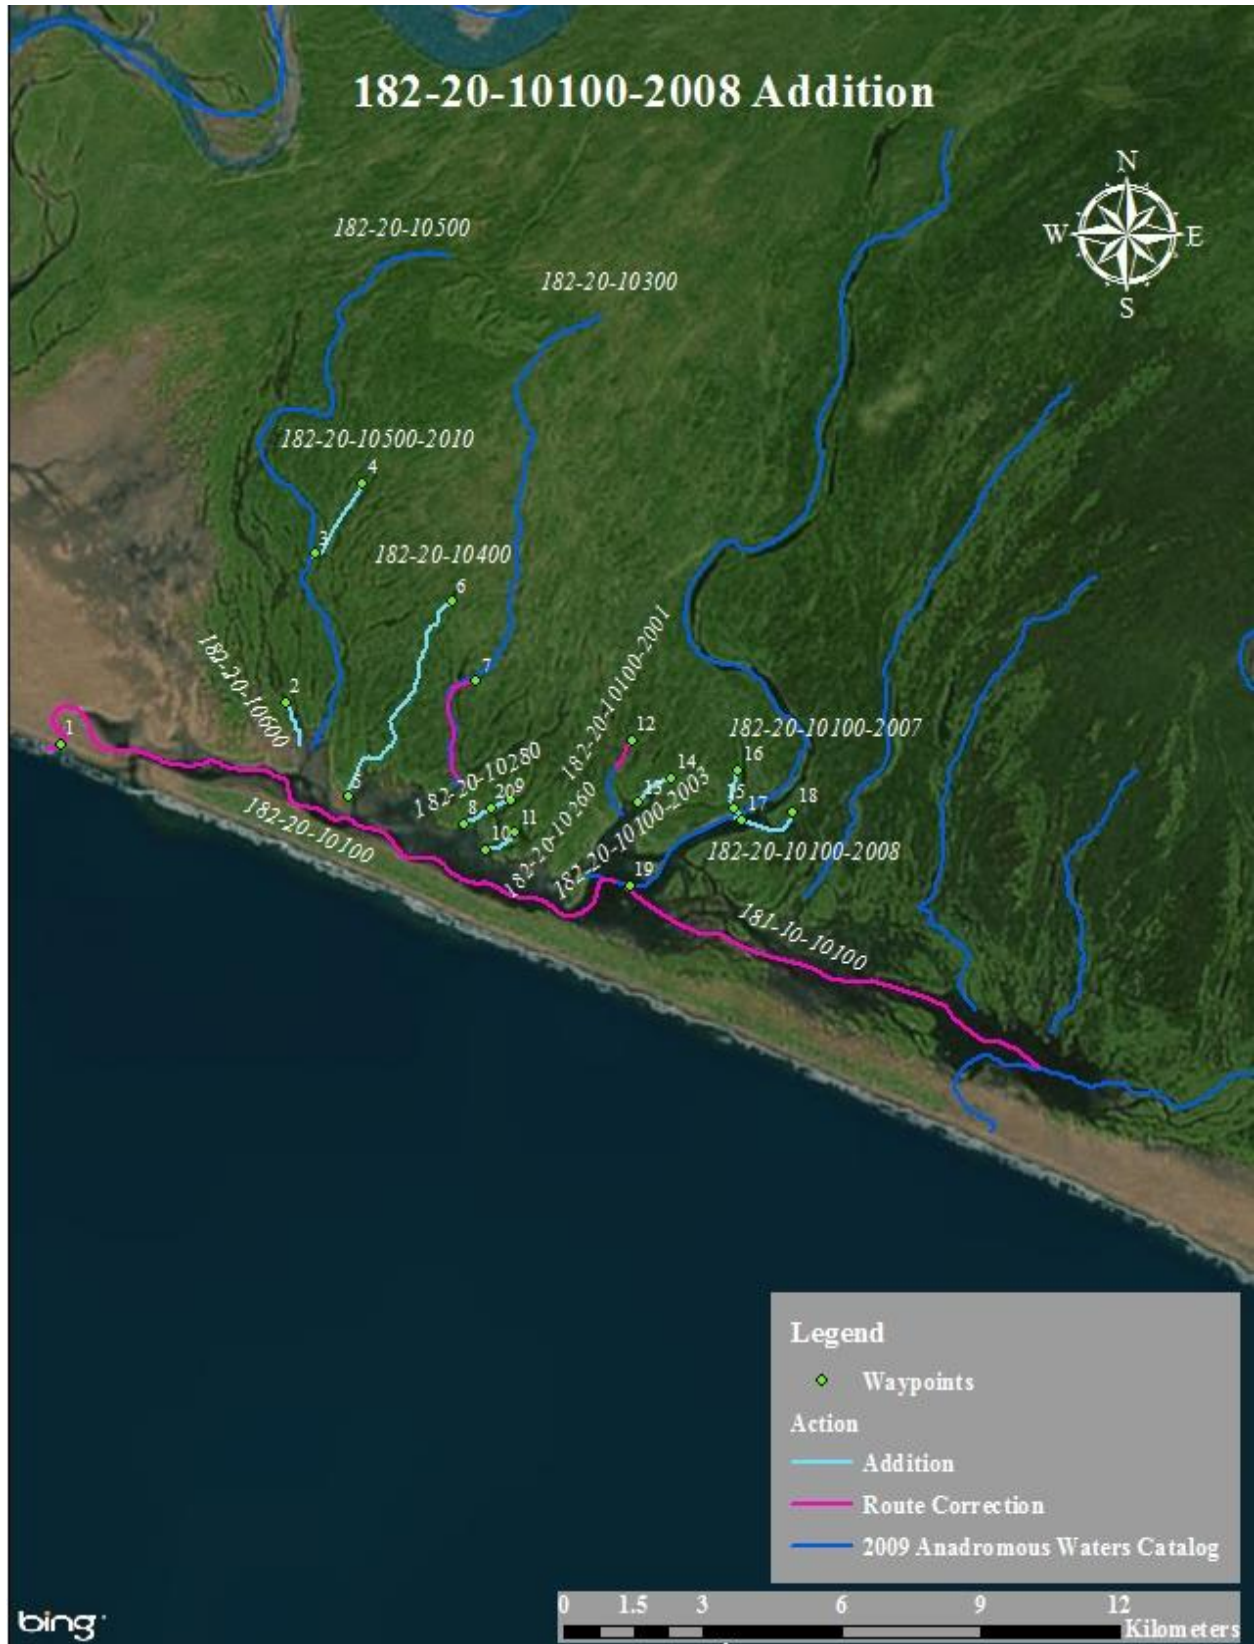 182-20-10100-2008 Addition
N
W
E
S
182-20-10500
182-20-10300
182-20-10500-2010
4
3
182-20-10400
6
182-20-10600
2
7
182-20-10100-2001
1
12
182-20-10100-2007
16
14
13
182-20-10280
5
8
20
9
15
17
18
10
11
182-20-10260
182-20-10100-2003
182-20-10100-2008
182-20-10100
19
181-10-10100
Legend
Waypoints
Action
Addition
Route Correction
2009 Anadromous Waters Catalog
bing
0 1.5 3 6 9 12
Kilometers